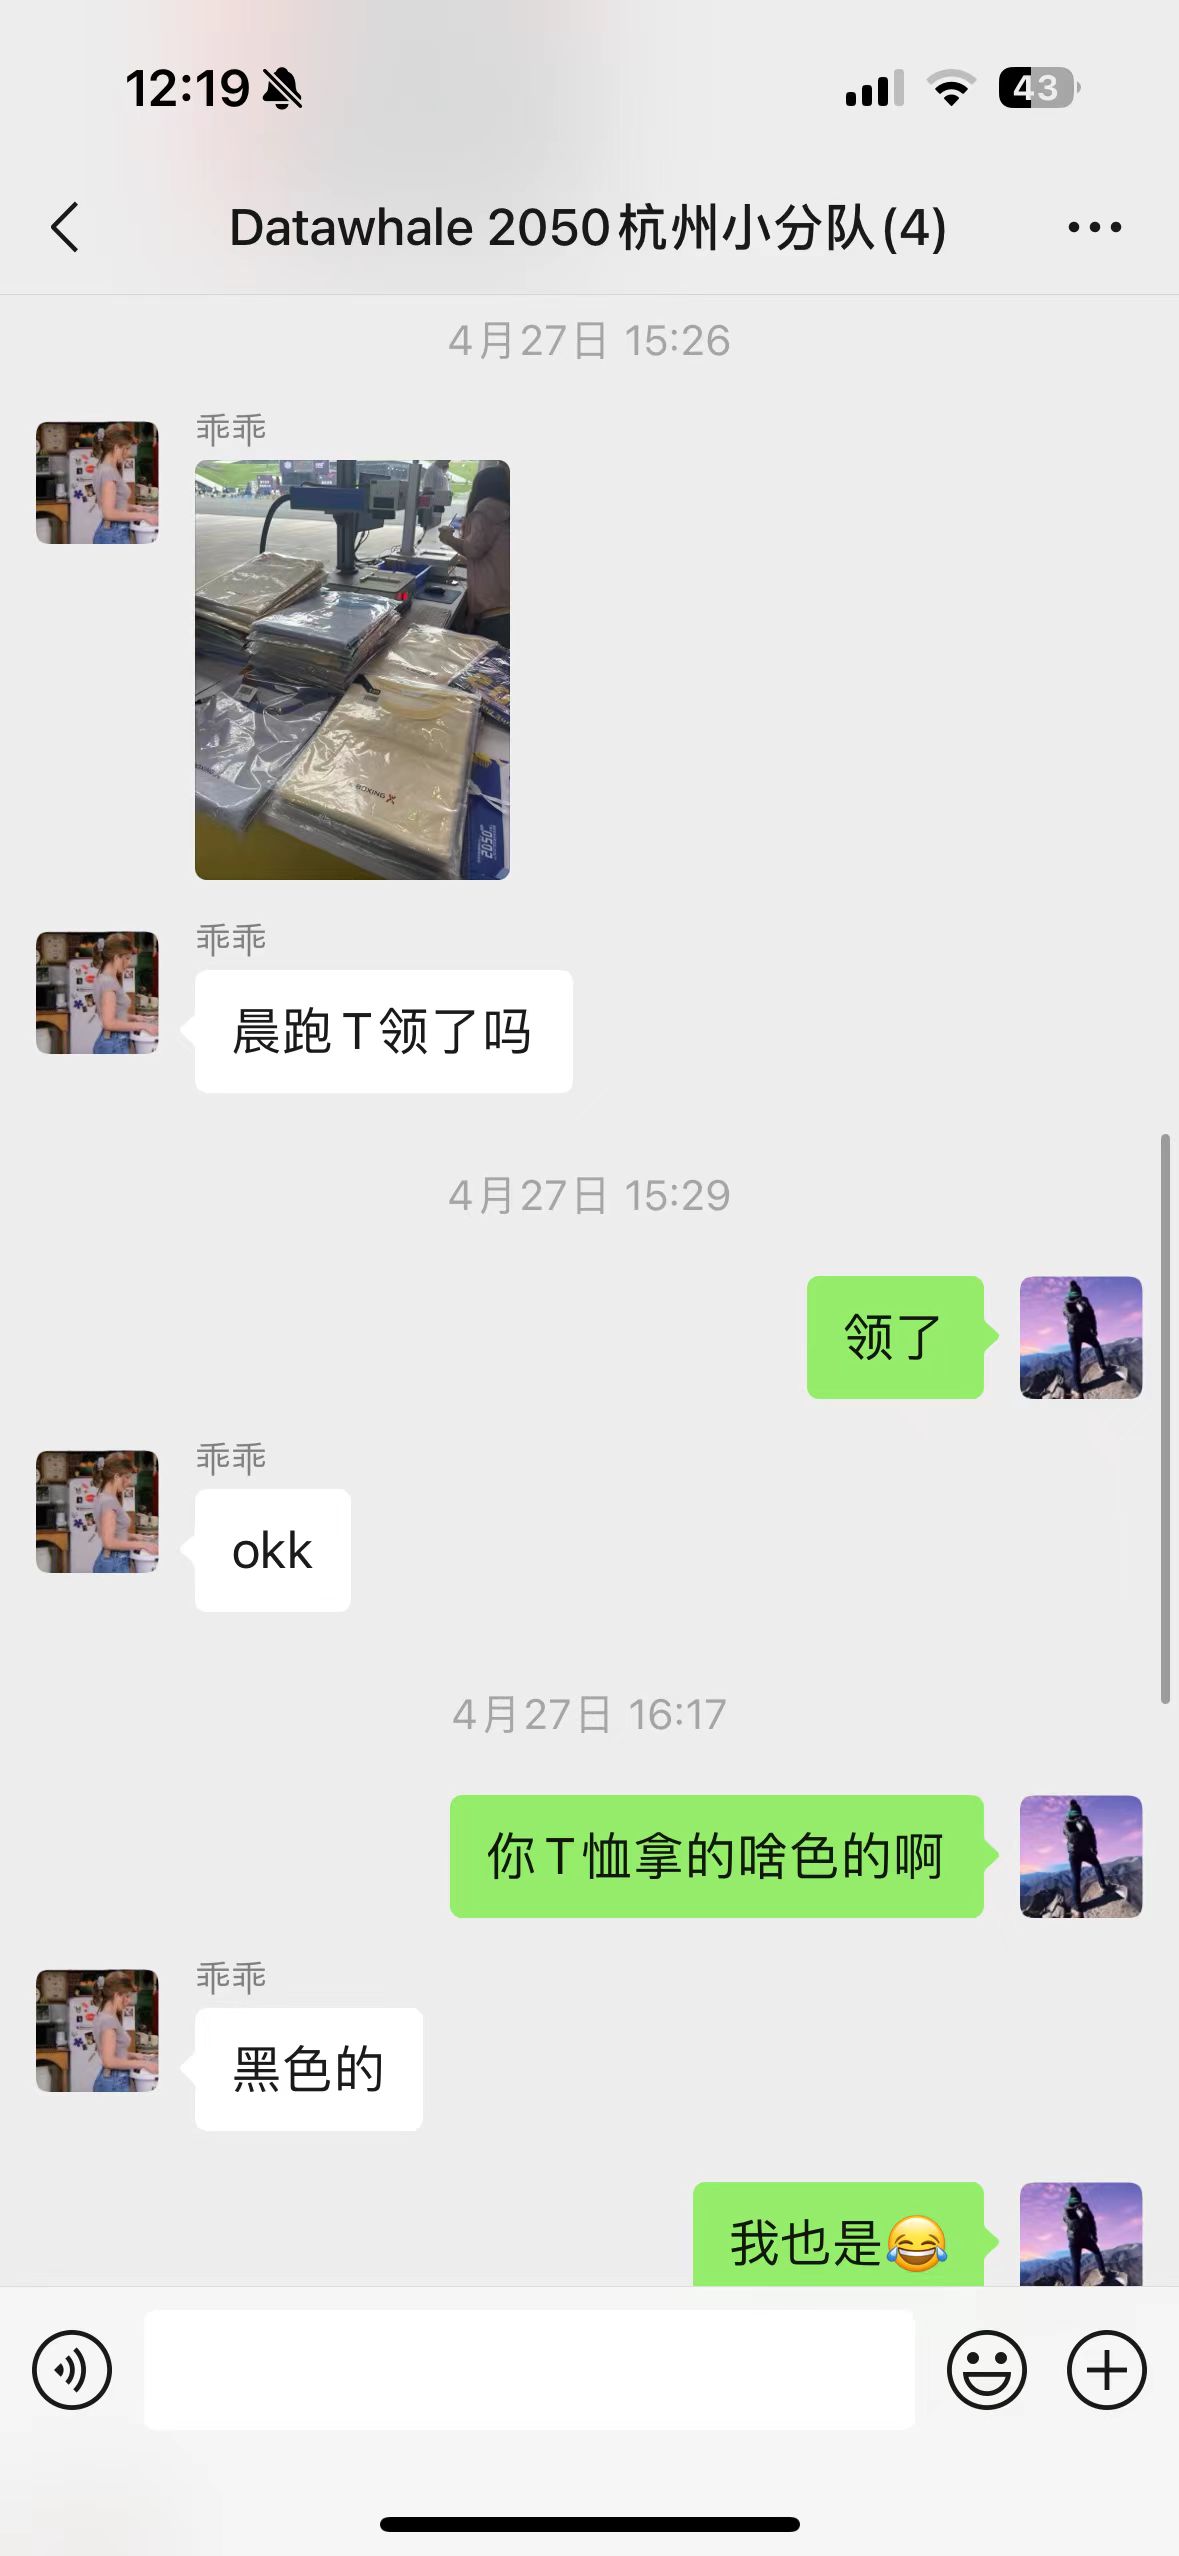 12:19
43
Datawhale 2050杭州小分队(4)
4月27日 15:26
乖乖
BOXING X
2050
乖乖
晨跑T领了吗
4月27日 15:29
领了
乖乖
okk
4月27日 16:17
你T恤拿的啥色的啊
乖乖
黑色的
我也是😂